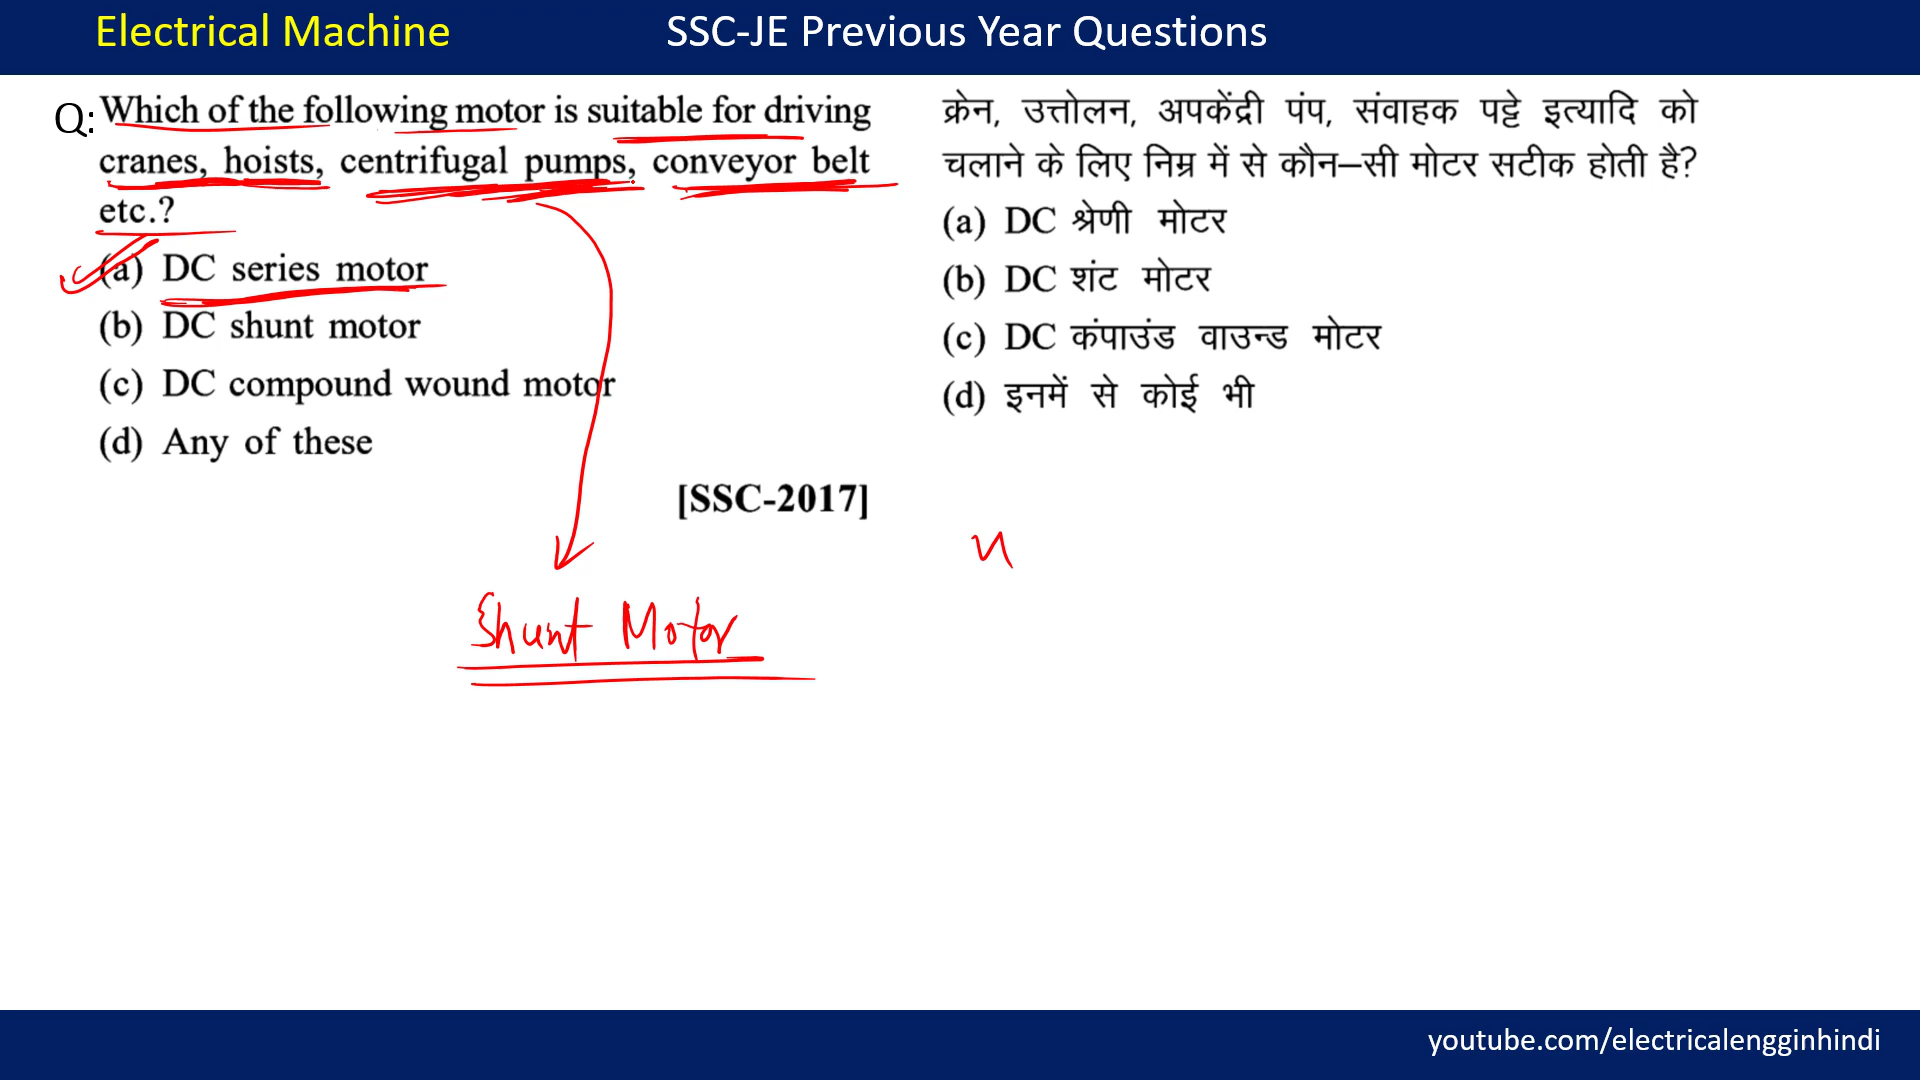 Electrical Machine
SSC-JE Previous Year Questions
Q: Which of the following motor is suitable for driving
cranes, hoists, centrifugal pumps, conveyor belt
etc.?
(a) DC series motor
(b) DC shunt motor
(c) DC compound wound motor
(d) Any of these
[SSC-2017]
क्रेन, उत्तोलन, अपकेंद्री पंप, संवाहक पट्टे इत्यादि को
चलाने के लिए निम्न में से कौन–सी मोटर सटीक होती है?
(a) DC श्रेणी मोटर
(b) DC शंट मोटर
(c) DC कंपाउंड वाउन्ड मोटर
(d) इनमें से कोई भी
Shunt Motor
youtube.com/electricalengginhindi